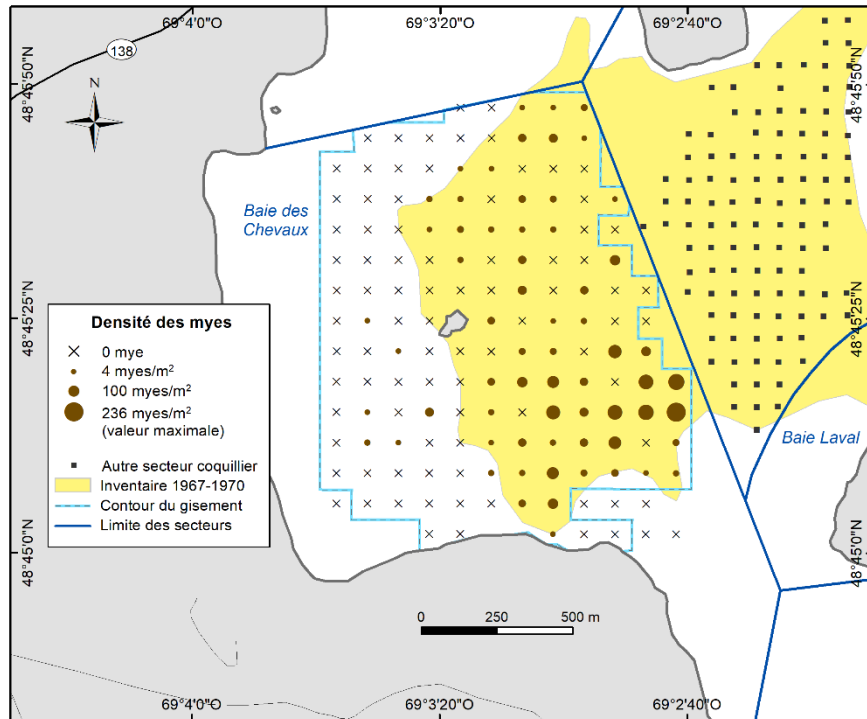 69°4'0"O
69°3'20"O
69°2'40"O
138
48°45'50"N
48°45'50"N
N
Baie des
Chevaux
48°45'25"N
48°45'25"N
Densité des myes
0 mye
4 myes/m²
100 myes/m²
236 myes/m²
(valeur maximale)
Autre secteur coquillier
Inventaire 1967-1970
Contour du gisement
Limite des secteurs
Baie Laval
48°45'0"N
48°45'0"N
0 250 500 m
69°4'0"O
69°3'20"O
69°2'40"O